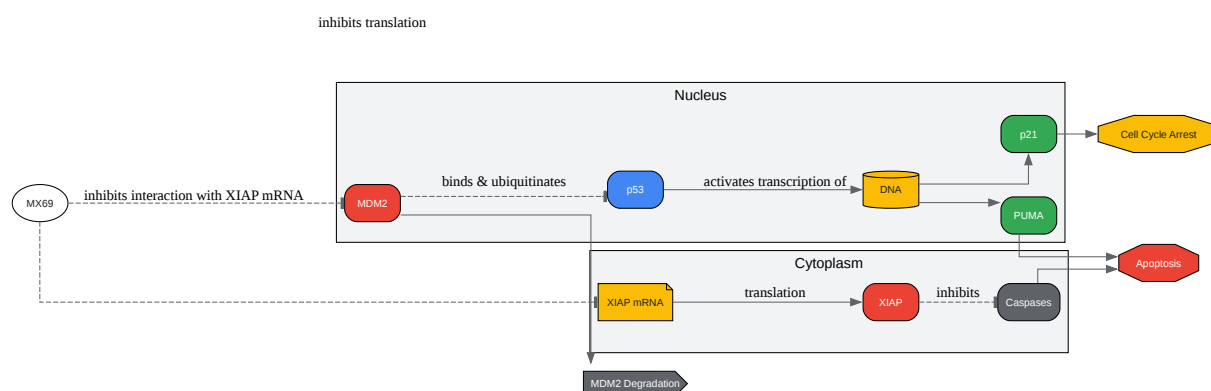 inhibits translation
Nucleus
p21
Cell Cycle Arrest
MX69
inhibits interaction with XIAP mRNA
MDM2
binds & ubiquitinates
p53
activates transcription of
DNA
PUMA
Cytoplasm
Apoptosis
XIAP mRNA
translation
XIAP
inhibits
Caspases
MDM2 Degradation